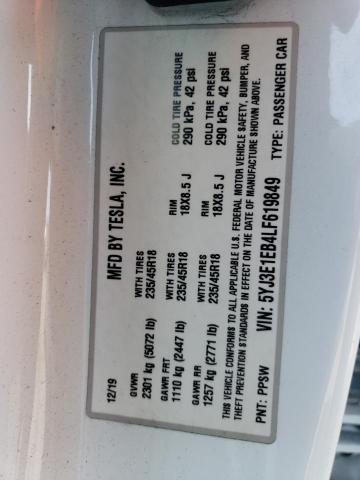 MFD BY TESLA, INC.
12/19
GVWR WITH TIRES RIM COLD TIRE PRESSURE
2301 kg (5072 lb) 235/45R18 18X8.5 J 290 kPa, 42 psi
GAWR FRT WITH TIRES RIM COLD TIRE PRESSURE
1110 kg (2447 lb) 235/45R18 18X8.5 J 290 kPa, 42 psi
GAWR RR WITH TIRES
1257 kg (2771 lb) 235/45R18
THIS VEHICLE CONFORMS TO ALL APPLICABLE U.S. FEDERAL MOTOR VEHICLE SAFETY, BUMPER, AND
THEFT PREVENTION STANDARDS IN EFFECT ON THE DATE OF MANUFACTURE SHOWN ABOVE.
VIN: 5YJ3E1EB4LF619849
PNT: PPSW TYPE: PASSENGER CAR